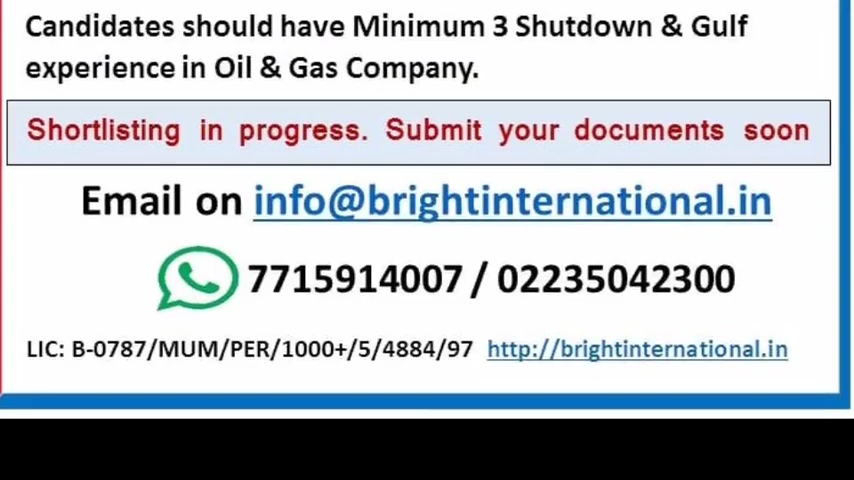 Candidates should have Minimum 3 Shutdown & Gulf
experience in Oil & Gas Company.
Shortlisting in progress. Submit your documents soon
Email on info@brightinternational.in
7715914007 / 02235042300
LIC: B-0787/MUM/PER/1000+/5/4884/97 http://brightinternational.in